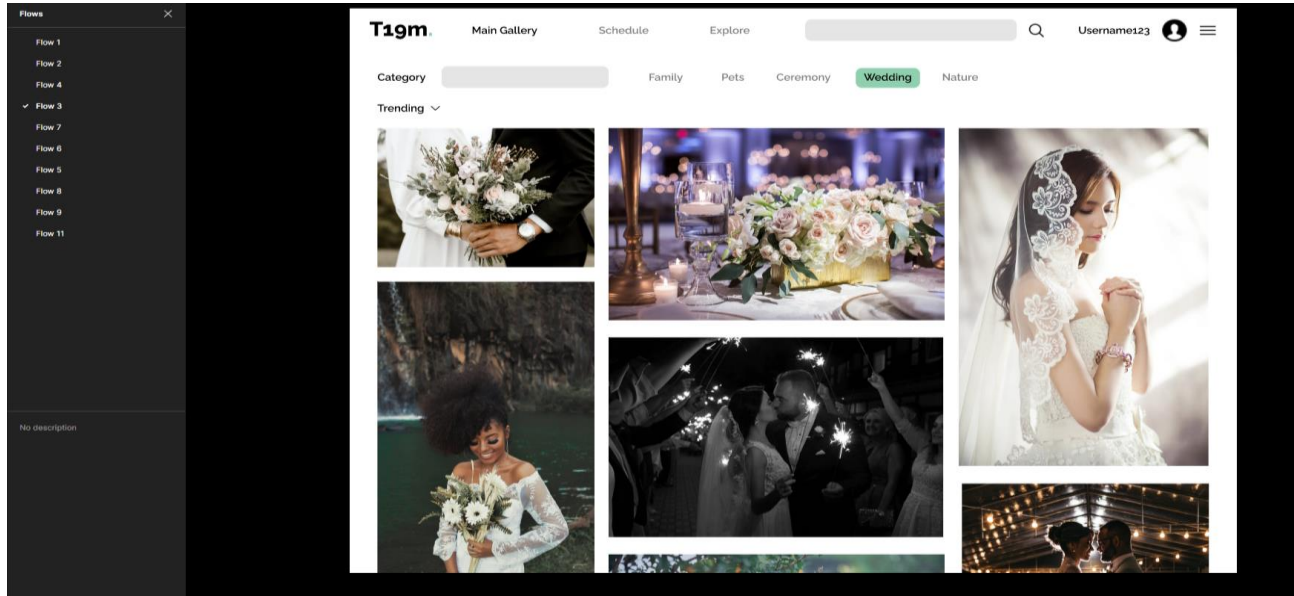 Flows
Flow 1
Flow 2
Flow 4
Flow 3
Flow 7
Flow 6
Flow 5
Flow 8
Flow 9
Flow 11
No description
T19m. Main Gallery Schedule Explore Username123
Category Family Pets Ceremony Wedding Nature
Trending